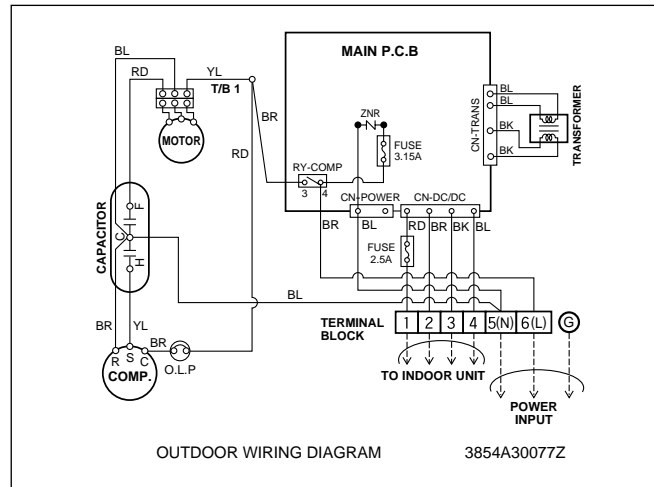 BL
RD
YL
T/B 1
MOTOR
BR
RD
MAIN P.C.B
ZNR
FUSE
3.15A
RY-COMP
3 4
CN-POWER
CN-DC/DC
CN-TRANS
BL
BL
BK
BK
TRANSFORMER
BR
BL
RD BR BK BL
FUSE
2.5A
CAPACITOR
F
C
H
BL
BR
YL
BR
R S C
COMP.
O.L.P
TERMINAL
BLOCK
1 2 3 4 5(N) 6(L) G
TO INDOOR UNIT
POWER
INPUT
OUTDOOR WIRING DIAGRAM 3854A30077Z